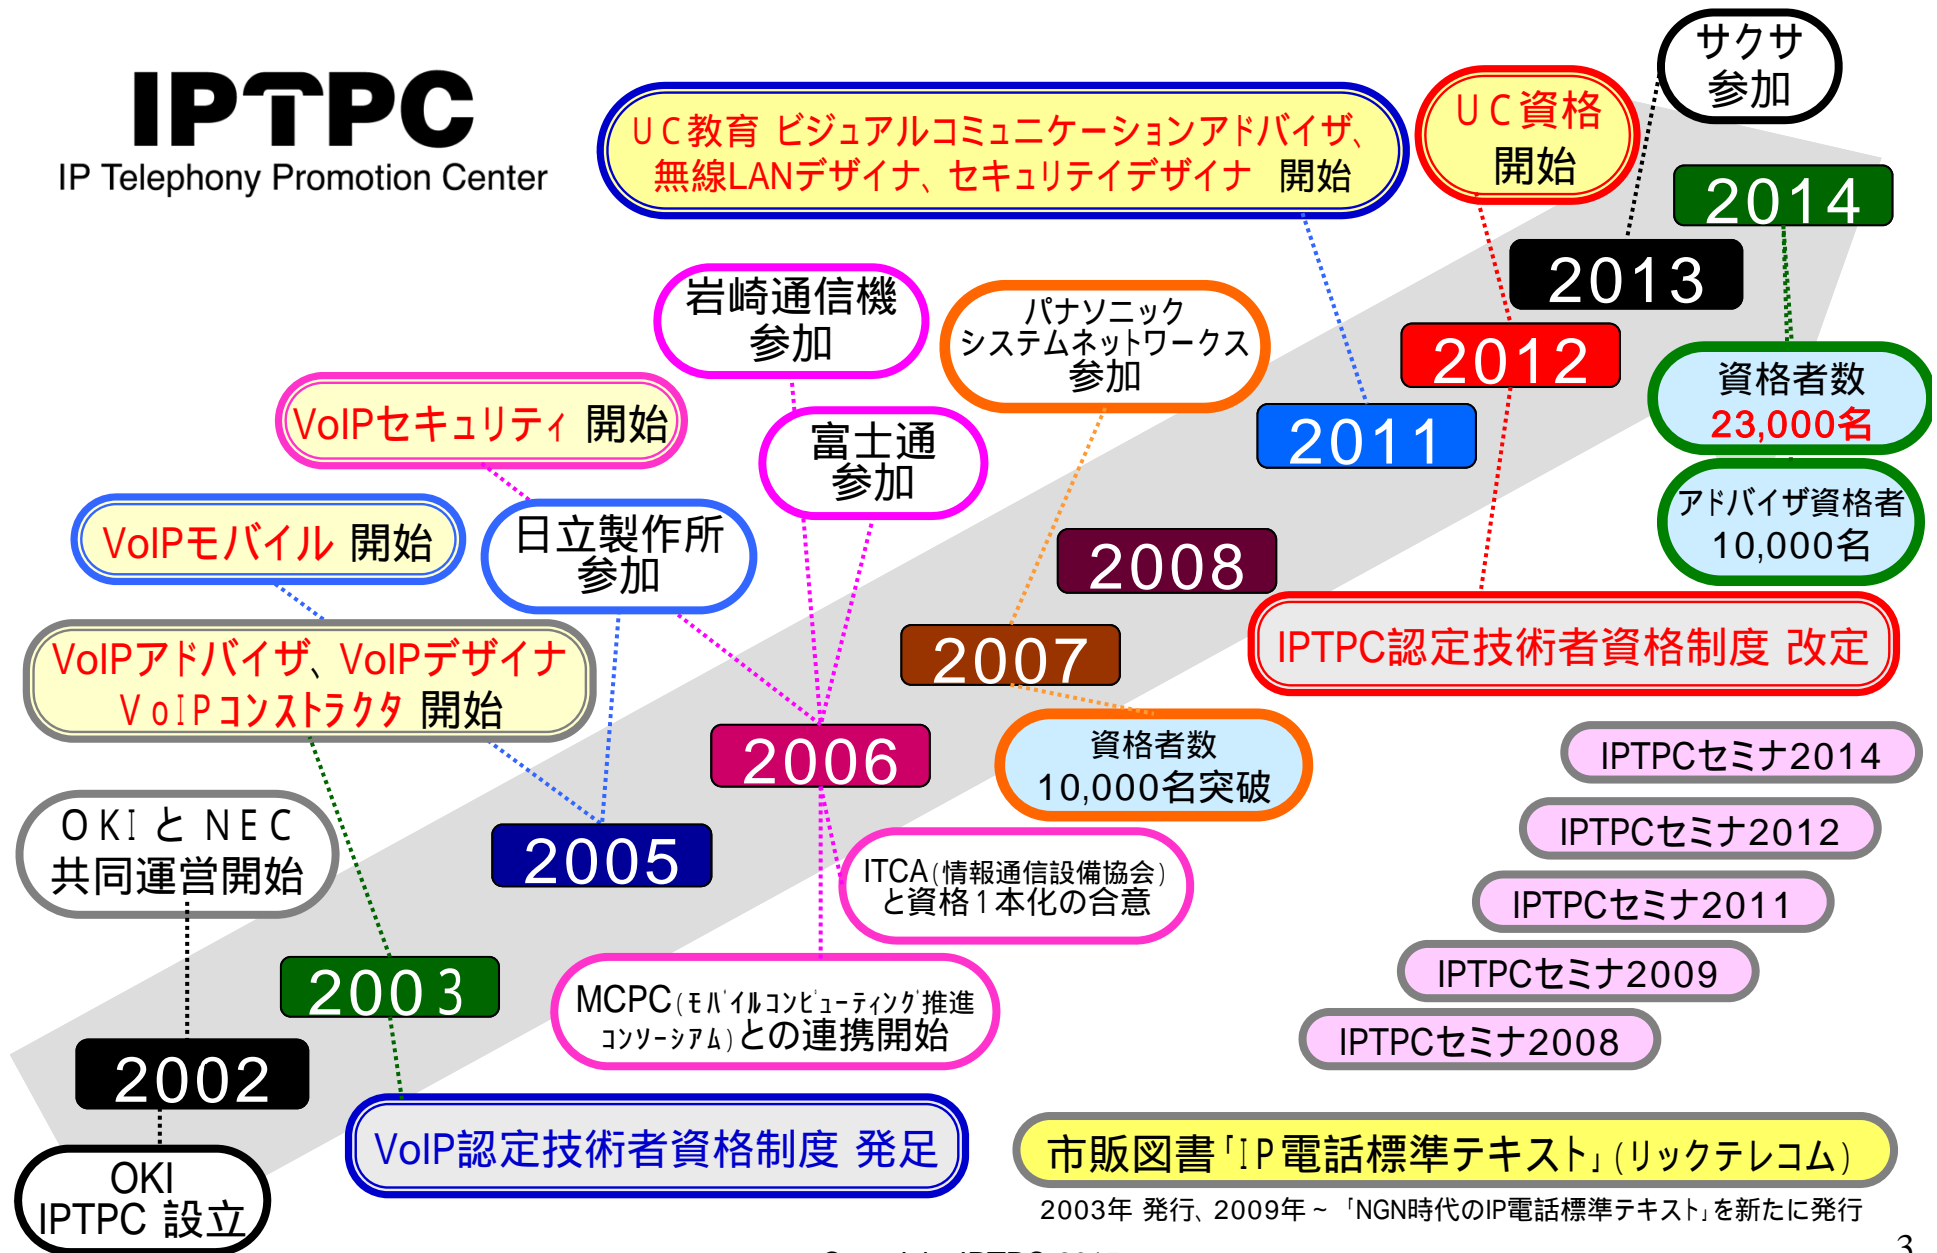 IPTPC
IP Telephony Promotion Center
サクサ
参加
UC教育 ビジュアルコミュニケーションアドバイザ、
無線LANデザイナ、セキュリテイデザイナ 開始
UC資格
開始
2014
2013
2012
2011
資格者数
23,000名
アドバイザ資格者
10,000名
岩崎通信機
参加
パナソニック
システムネットワークス
参加
VoIPセキュリティ 開始
富士通
参加
VoIPモバイル 開始
日立製作所
参加
2008
2007
VoIPアドバイザ、VoIPデザイナ
VoIPコンストラクタ 開始
IPTPC認定技術者資格制度 改定
2006
資格者数
10,000名突破
OKIとNEC
共同運営開始
2005
ITCA(情報通信設備協会)
と資格1本化の合意
2003
MCPC(ﾓﾊﾞｲﾙｺﾝﾋﾟｭｰﾃｨﾝｸﾞ推進
ｺﾝｿｰｼｱﾑ)との連携開始
2002
OKI
IPTPC 設立
VoIP認定技術者資格制度 発足
IPTPCセミナ2014
IPTPCセミナ2012
IPTPCセミナ2011
IPTPCセミナ2009
IPTPCセミナ2008
市販図書「IP電話標準テキスト」(リックテレコム)
2003年 発行、2009年~「NGN時代のIP電話標準テキスト」を新たに発行
3